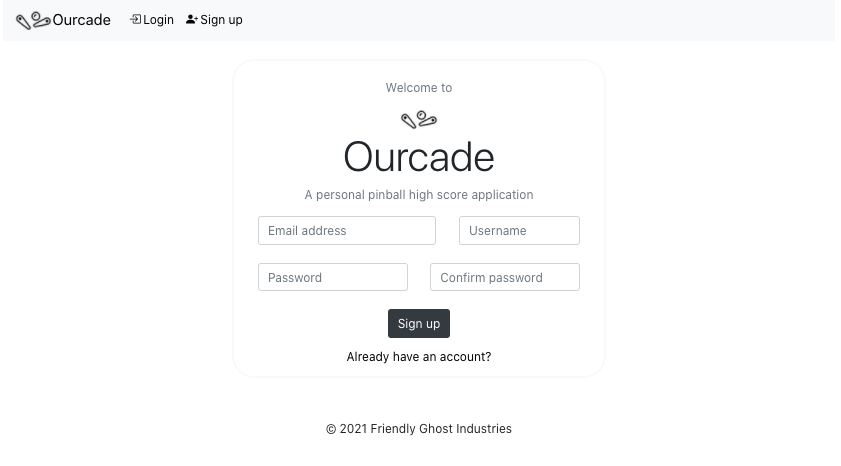 Ourcade Login Sign up
Welcome to
Ourcade
A personal pinball high score application
Email address Username
Password Confirm password
Sign up
Already have an account?
© 2021 Friendly Ghost Industries